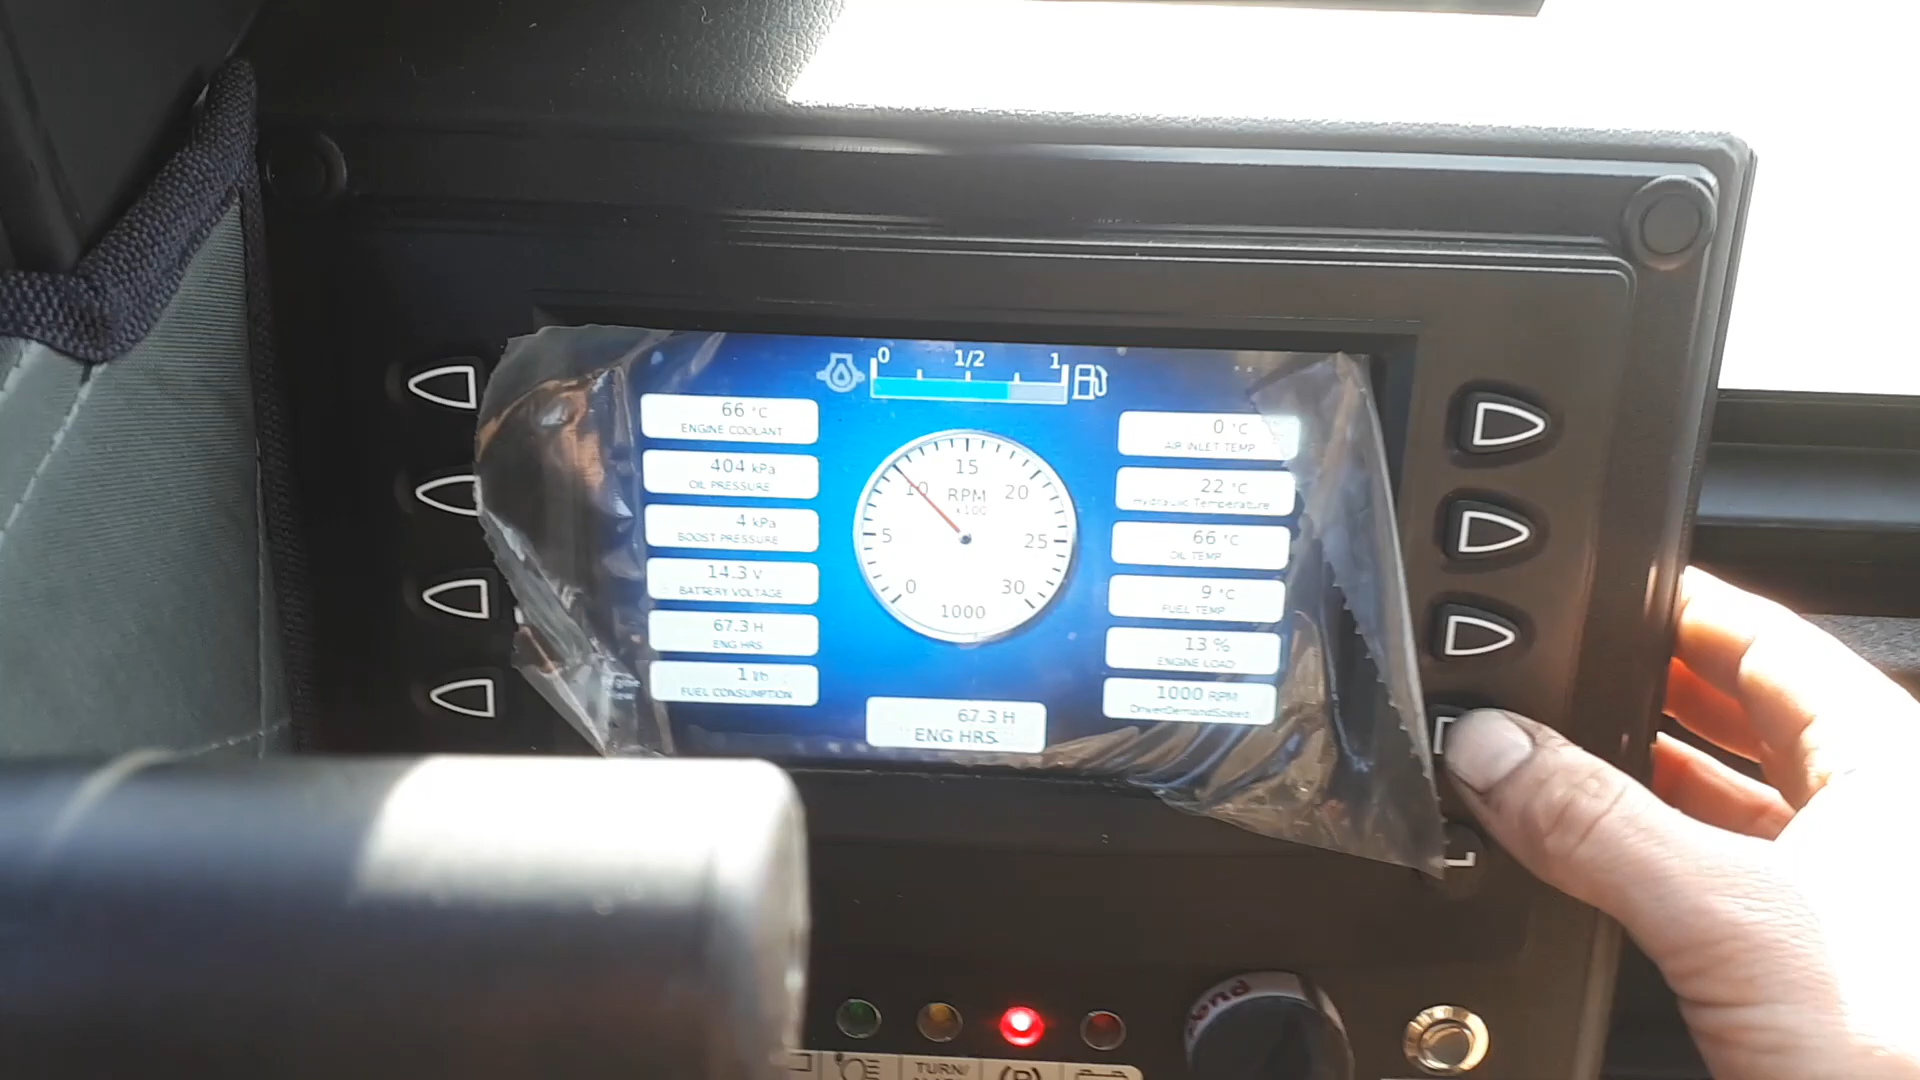 0 1/2 1
66 °C
ENGINE COOLANT
404 kPa
OIL PRESSURE
4 kPa
BOOST PRESSURE
14.3 V
BATTERY VOLTAGE
67.3 H
ENG HRS
1 l/h
FUEL CONSUMPTION
Engine
View
15
10 RPM 20
x100
5 25
0 30
1000
67.3 H
ENG HRS
0 °C
AIR INLET TEMP
22 °C
Hydraulic Temperature
66 °C
OIL TEMP
9 °C
FUEL TEMP
13 %
ENGINE LOAD
1000 RPM
DriverDemandSpeed
TURN/
(P)